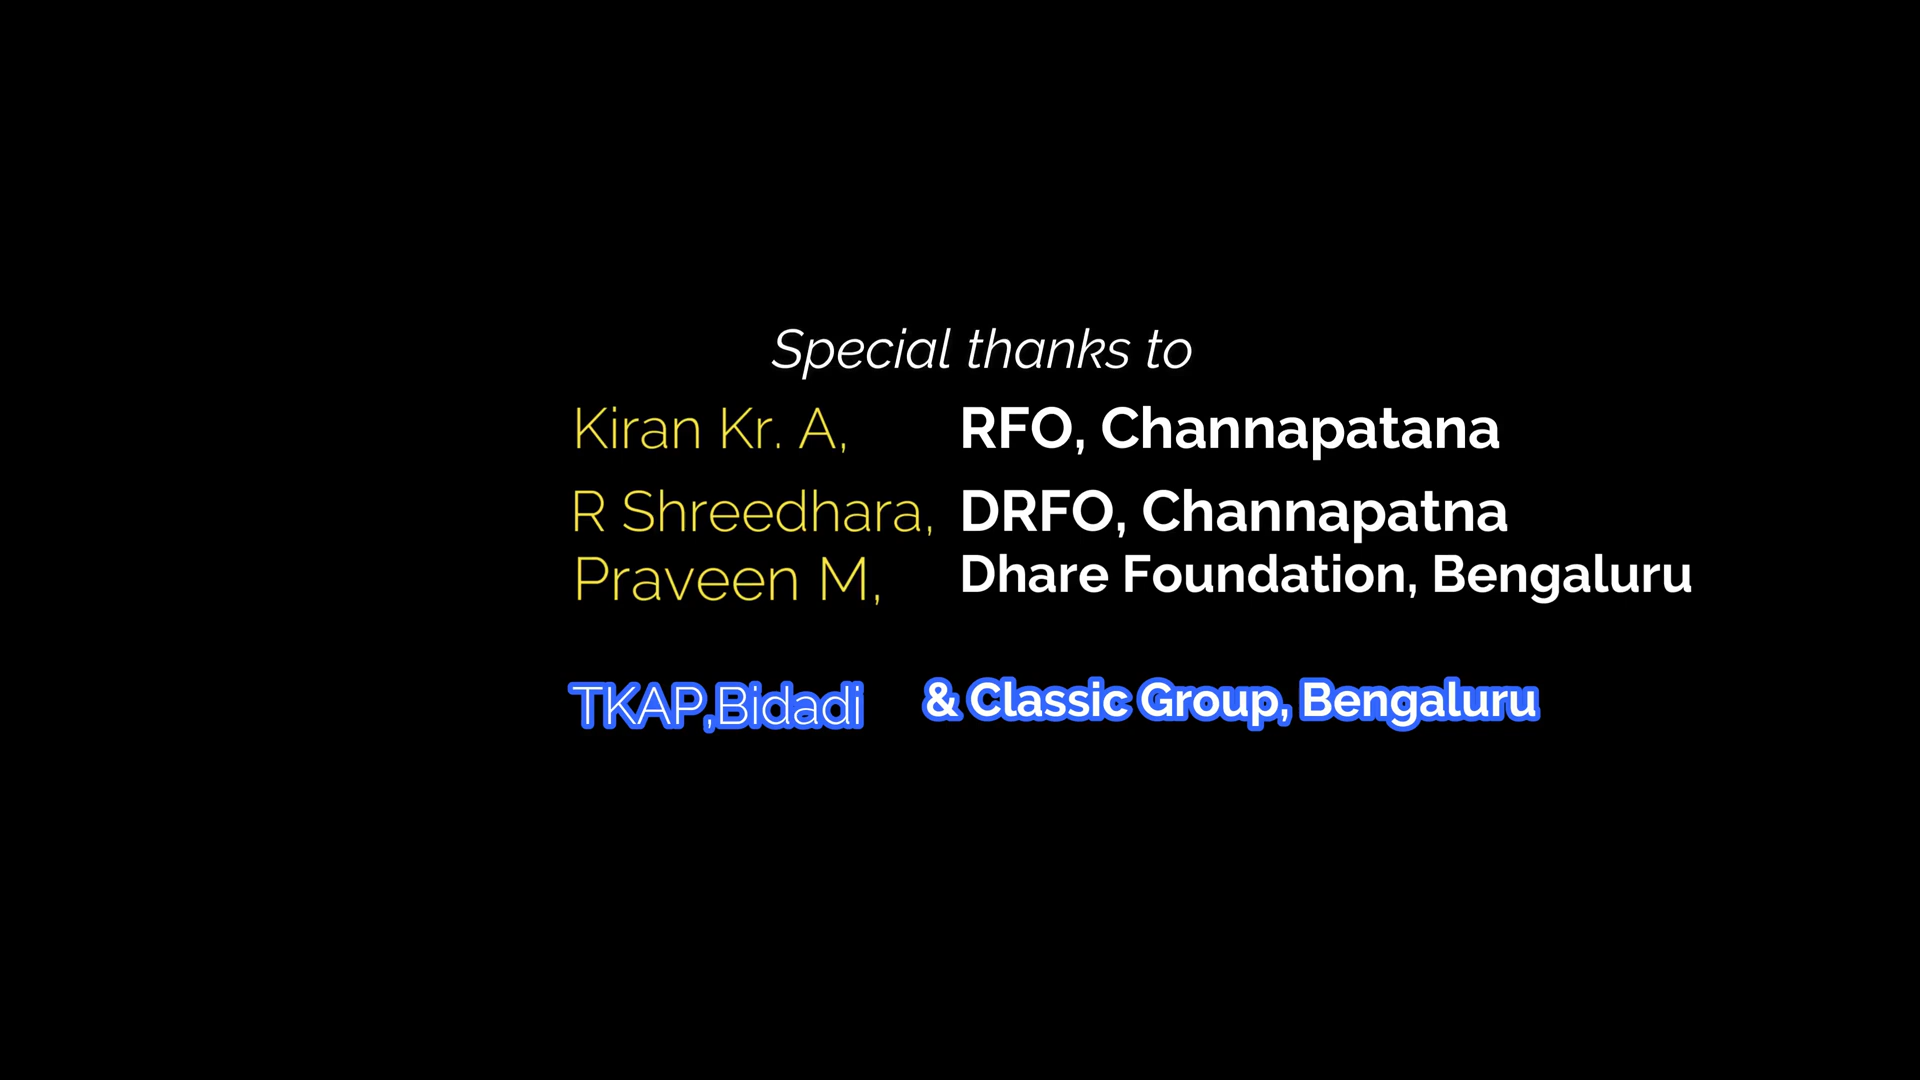 Special thanks to
Kiran Kr. A, RFO, Channapatana
R Shreedhara, DRFO, Channapatna
Praveen M, Dhare Foundation, Bengaluru
TKAP,BIdadi & Classic Group, Bengaluru